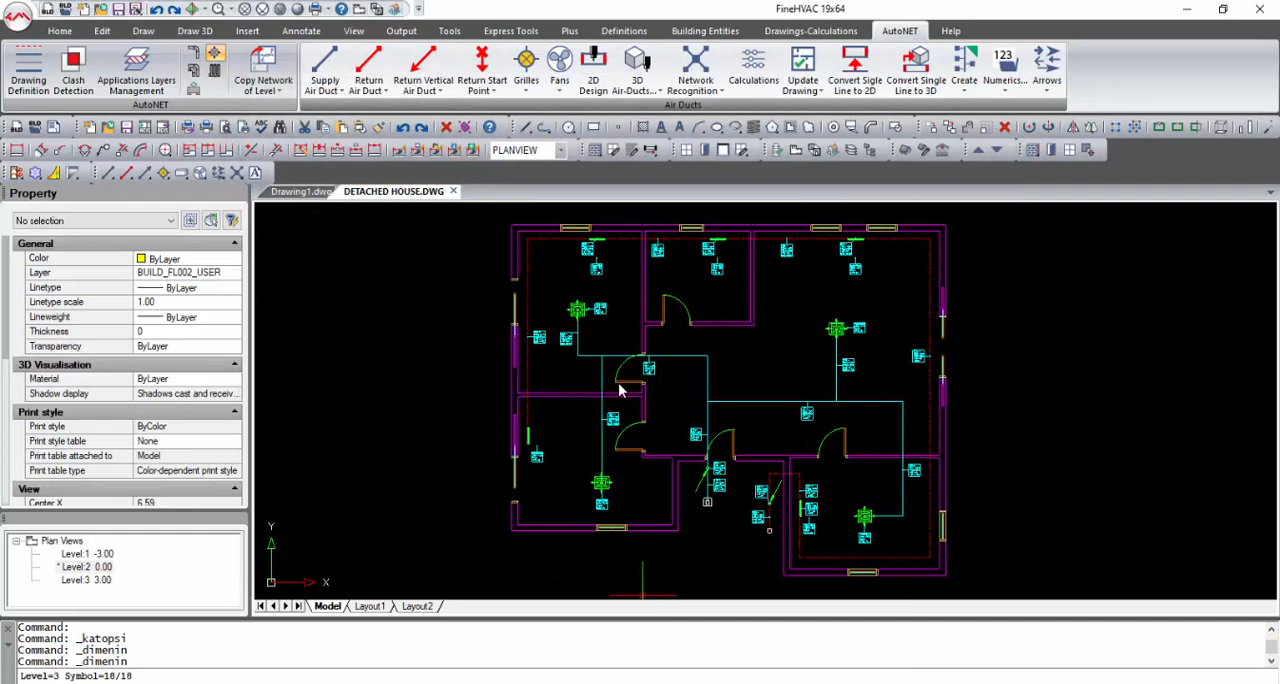 FineHVAC 19x64
Home Edit Draw Draw 3D Insert Annotate View Output Tools Express Tools Plus Definitions Building Entities Drawings-Calculations AutoNET Help
Drawing Definition
Clash Detection
Applications Layers Management
Copy Network of Level
Supply Air Duct
Return Air Duct
Return Vertical Air Duct
Return Start Point
Grilles
Fans
2D Design
3D Air-Ducts...
Network Recognition
Calculations
Update Drawing
Convert Sigle Line to 2D
Convert Single Line to 3D
Create
123
Numerics...
Arrows
AutoNET
Air Ducts
PLANVIEW
Property
Drawing1.dwg
DETACHED HOUSE.DWG
No selection
General
Color ByLayer
Layer BUILD_FL002_USER
Linetype ByLayer
Linetype scale 1.00
Lineweight ByLayer
Thickness 0
Transparency ByLayer
3D Visualisation
Material ByLayer
Shadow display Shadows cast and receiv...
Print style
Print style ByColor
Print style table None
Print table attached to Model
Print table type Color-dependent print style
View
Center X 6.59
Plan Views
Level:1 -3.00
* Level:2 0.00
Level:3 3.00
Y
X
Model Layout1 Layout2
Command:
Command: _katopsi
Command: _dimenin
Command: _dimenin
Level=3 Symbol=18/18